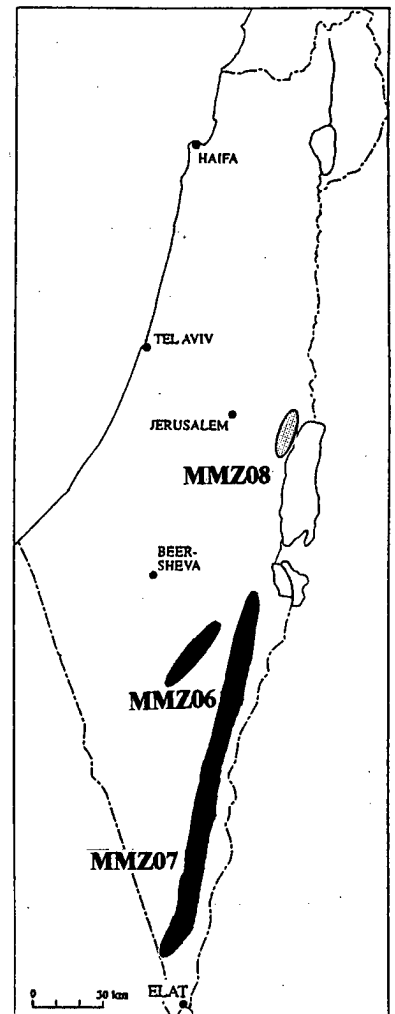 HAIFA
TEL AVIV
JERUSALEM
MMZ08
BEER-
SHEVA
MMZ06
MMZ07
ELAT
0 30 km